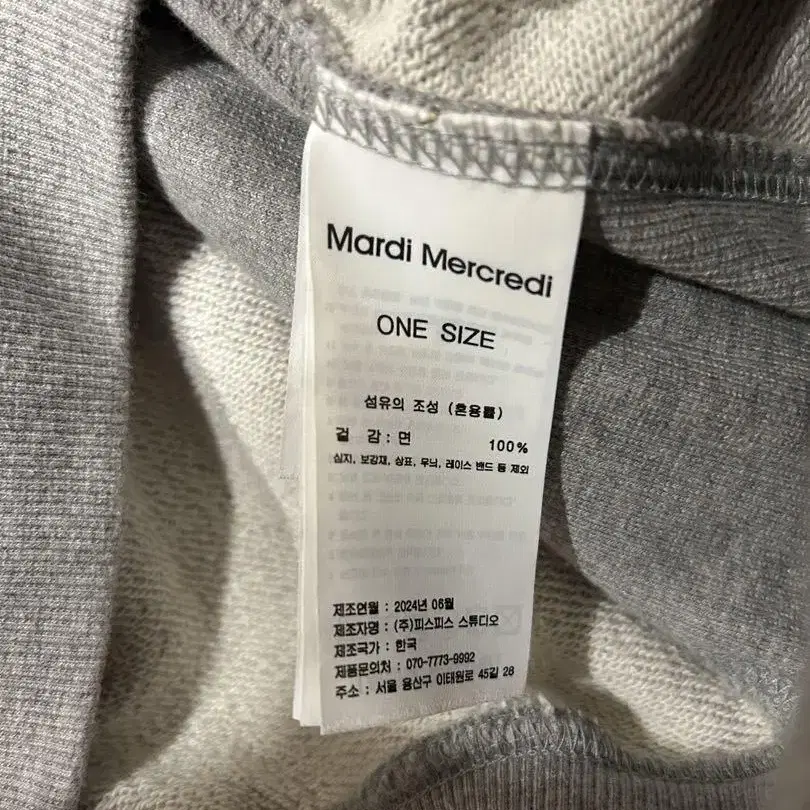 Mardi Mercredi
ONE SIZE
섬유의 조성 (혼용률)
겉 감 : 면 100%
심지, 보강재, 상표, 무늬, 레이스 밴드 등 제외
제조연월 : 2024년 06월
제조자명 : (주)피스피스 스튜디오
제조국가 : 한국
제품문의처 : 070-7773-9992
주소 : 서울 용산구 이태원로 45길 26